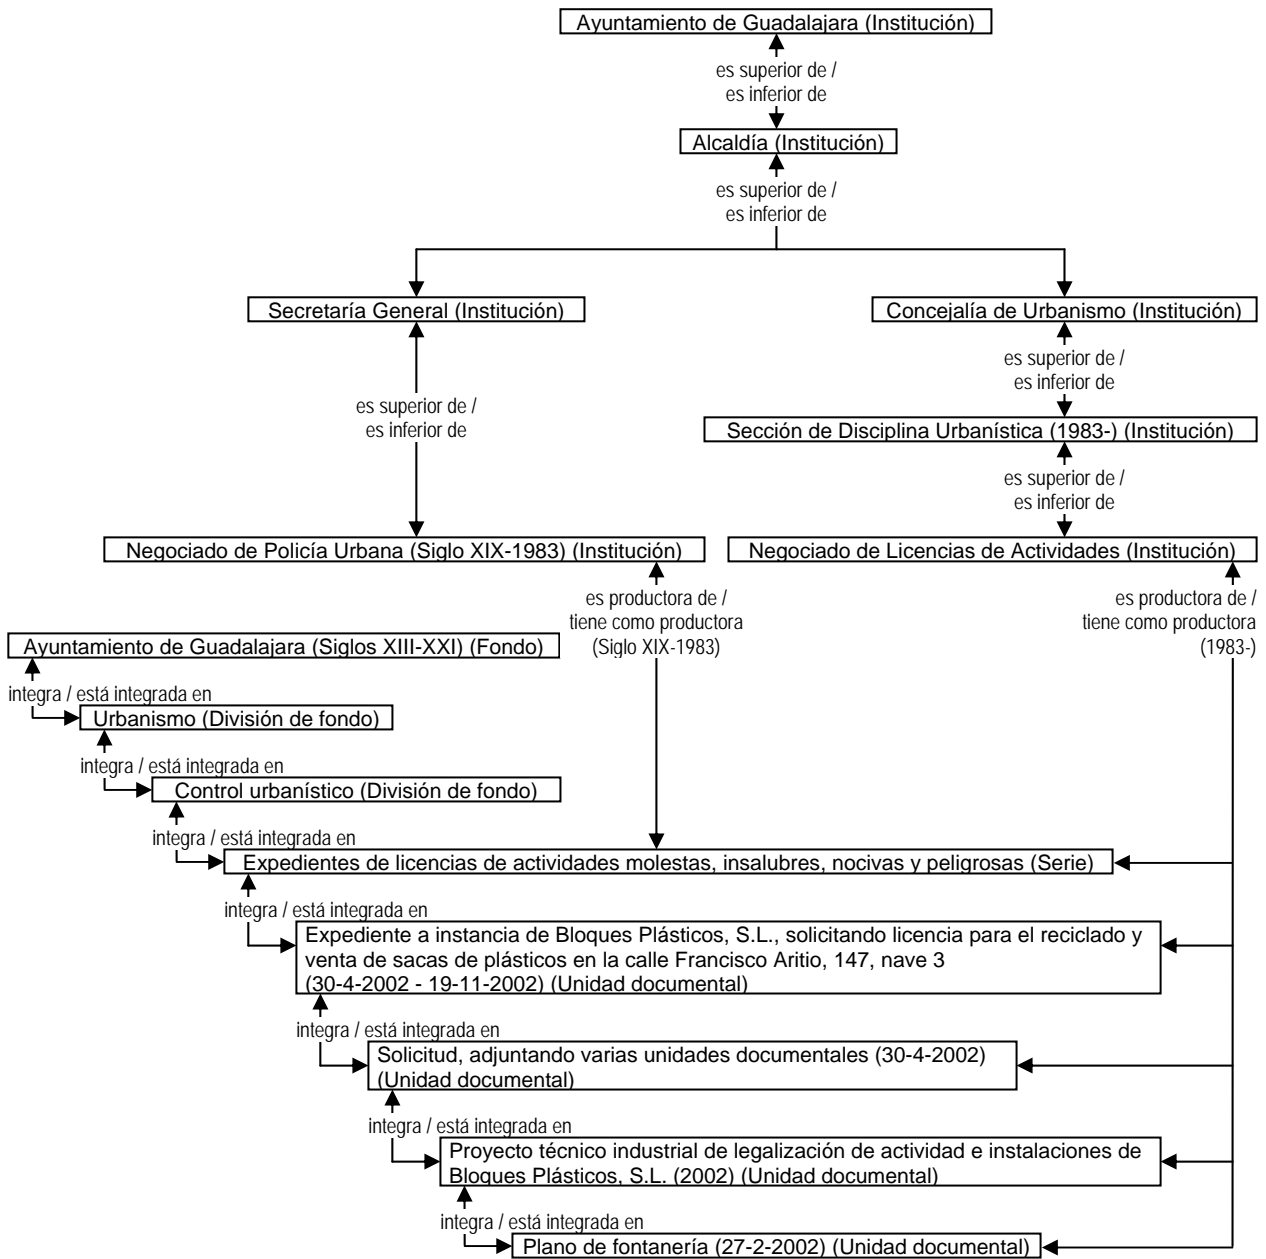 Ayuntamiento de Guadalajara (Institución)
es superior de /
es inferior de
Alcaldía (Institución)
es superior de /
es inferior de
Secretaría General (Institución)
Concejalía de Urbanismo (Institución)
es superior de /
es inferior de
es superior de /
es inferior de
Sección de Disciplina Urbanística (1983-) (Institución)
es superior de /
es inferior de
Negociado de Policía Urbana (Siglo XIX-1983) (Institución)
Negociado de Licencias de Actividades (Institución)
es productora de /
tiene como productora
(Siglo XIX-1983)
es productora de /
tiene como productora
(1983-)
Ayuntamiento de Guadalajara (Siglos XIII-XXI) (Fondo)
integra / está integrada en
Urbanismo (División de fondo)
integra / está integrada en
Control urbanístico (División de fondo)
integra / está integrada en
Expedientes de licencias de actividades molestas, insalubres, nocivas y peligrosas (Serie)
integra / está integrada en
Expediente a instancia de Bloques Plásticos, S.L., solicitando licencia para el reciclado y
venta de sacas de plásticos en la calle Francisco Aritio, 147, nave 3
(30-4-2002 - 19-11-2002) (Unidad documental)
integra / está integrada en
Solicitud, adjuntando varias unidades documentales (30-4-2002)
(Unidad documental)
integra / está integrada en
Proyecto técnico industrial de legalización de actividad e instalaciones de
Bloques Plásticos, S.L. (2002) (Unidad documental)
integra / está integrada en
Plano de fontanería (27-2-2002) (Unidad documental)